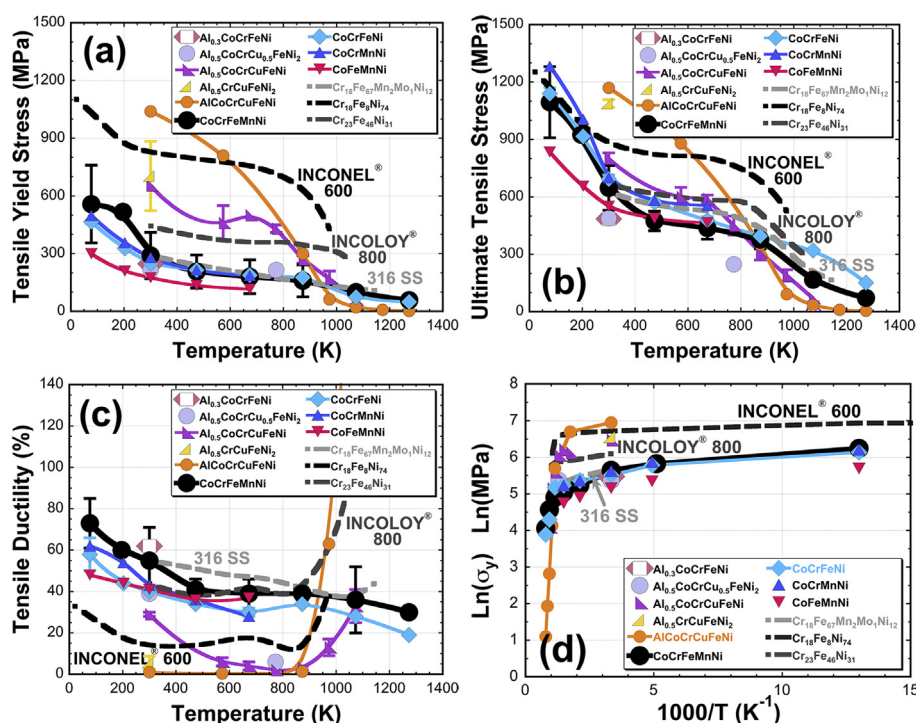 (a)
Tensile Yield Stress (MPa)
1500
1200
900
600
300
0
0 200 400 600 800 1000 1200 1400
Temperature (K)
Al0.3CoCrFeNi
Al0.5CoCrCu0.5FeNi2
Al0.5CoCrCuFeNi
Al0.5CrCuFeNi2
AlCoCrCuFeNi
CoCrFeMnNi
CoCrFeNi
CoCrMnNi
CoFeMnNi
Cr18Fe67Mn2Mo1Ni12
Cr18Fe8Ni74
Cr23Fe46Ni31
INCONEL®
600
INCOLOY®
800
316 SS
(b)
Ultimate Tensile Stress (MPa)
1500
1200
900
600
300
0
0 200 400 600 800 1000 1200 1400
Temperature (K)
Al0.3CoCrFeNi
Al0.5CoCrCu0.5FeNi2
Al0.5CoCrCuFeNi
Al0.5CrCuFeNi2
AlCoCrCuFeNi
CoCrFeMnNi
CoCrFeNi
CoCrMnNi
CoFeMnNi
Cr18Fe67Mn2Mo1Ni12
Cr18Fe8Ni74
Cr23Fe46Ni31
INCONEL®
600
INCOLOY®
800
316 SS
(c)
Tensile Ductility (%)
140
120
100
80
60
40
20
0
0 200 400 600 800 1000 1200 1400
Temperature (K)
Al0.3CoCrFeNi
Al0.5CoCrCu0.5FeNi2
Al0.5CoCrCuFeNi
Al0.5CrCuFeNi2
AlCoCrCuFeNi
CoCrFeMnNi
CoCrFeNi
CoCrMnNi
CoFeMnNi
Cr18Fe67Mn2Mo1Ni12
Cr18Fe8Ni74
Cr23Fe46Ni31
INCOLOY®
800
316 SS
INCONEL® 600
(d)
Ln(σy) Ln(MPa)
8
7
6
5
4
3
2
1
0
0 5 10 15
1000/T (K-1)
INCONEL® 600
INCOLOY® 800
316 SS
Al0.3CoCrFeNi
Al0.5CoCrCu0.5FeNi2
Al0.5CoCrCuFeNi
Al0.5CrCuFeNi2
AlCoCrCuFeNi
CoCrFeMnNi
CoCrFeNi
CoCrMnNi
CoFeMnNi
Cr18Fe67Mn2Mo1Ni12
Cr18Fe8Ni74
Cr23Fe46Ni31